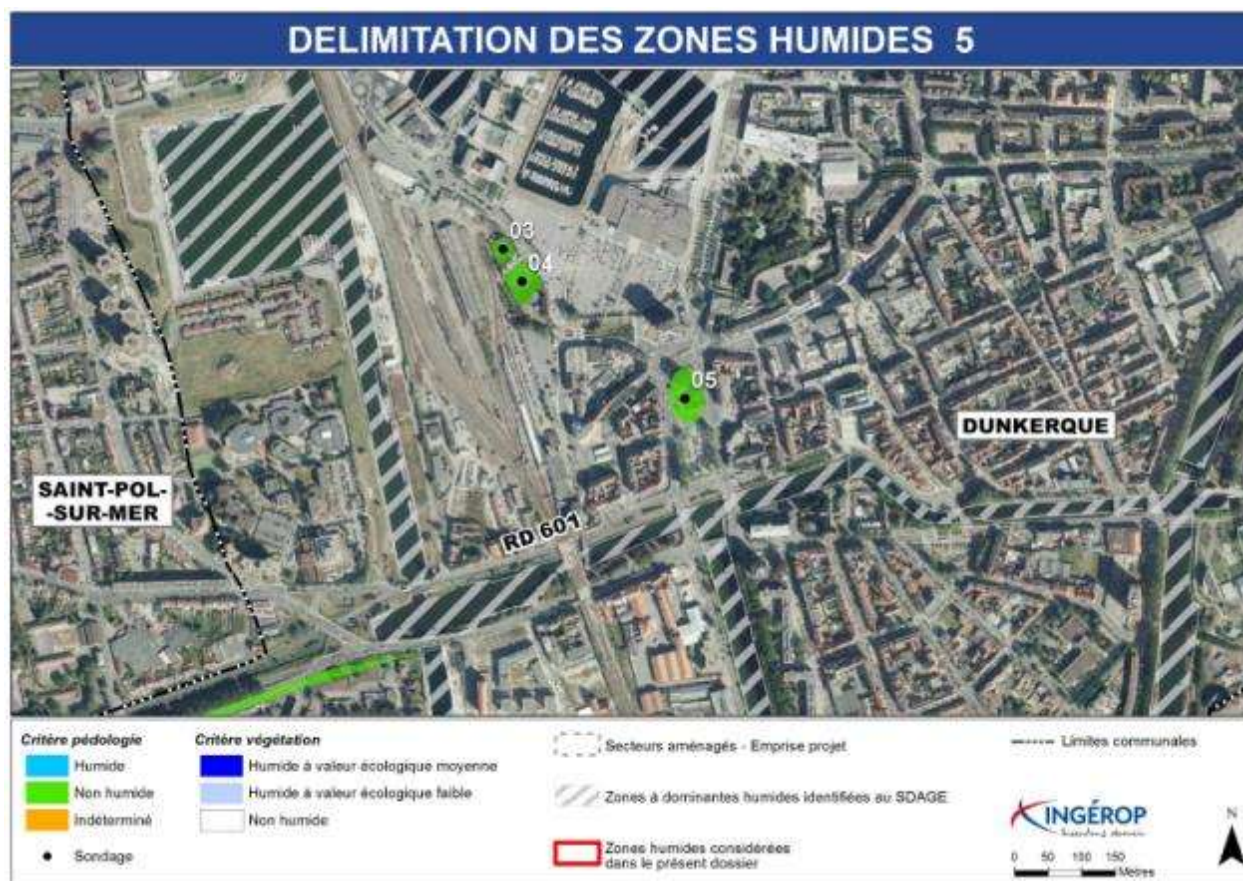 DELIMITATION DES ZONES HUMIDES 5
03
04
05
DUNKERQUE
SAINT-POL-
-SUR-MER
RD 601
Critère pédologie
Humide
Non humide
Indéterminé
Sondage
Critère végétation
Humide à valeur écologique moyenne
Humide à valeur écologique faible
Non humide
Secteurs aménagés - Emprise projet
Zones à dominantes humides identifiées au SDAGE
Zones humides considérées
dans le présent dossier
Limites communales
INGÉROP
N
0 50 100 150
Mètres